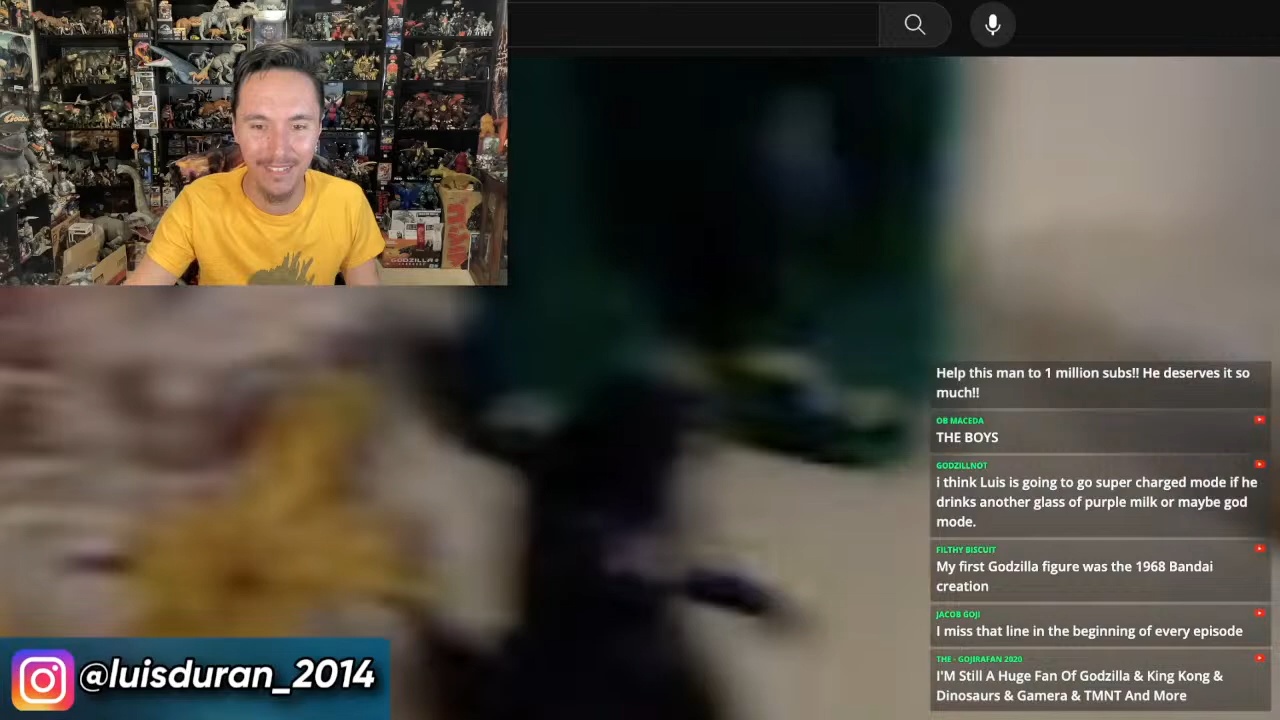 GODZILLA
Help this man to 1 million subs!! He deserves it so
much!!
OB MACEDA
THE BOYS
GODZILLNOT
i think Luis is going to go super charged mode if he
drinks another glass of purple milk or maybe god
mode.
FILTHY BISCUIT
My first Godzilla figure was the 1968 Bandai
creation
JACOB GOJI
I miss that line in the beginning of every episode
THE - GOJIRAFAN 2020
I'M Still A Huge Fan Of Godzilla & King Kong &
Dinosaurs & Gamera & TMNT And More
@luisduran_2014